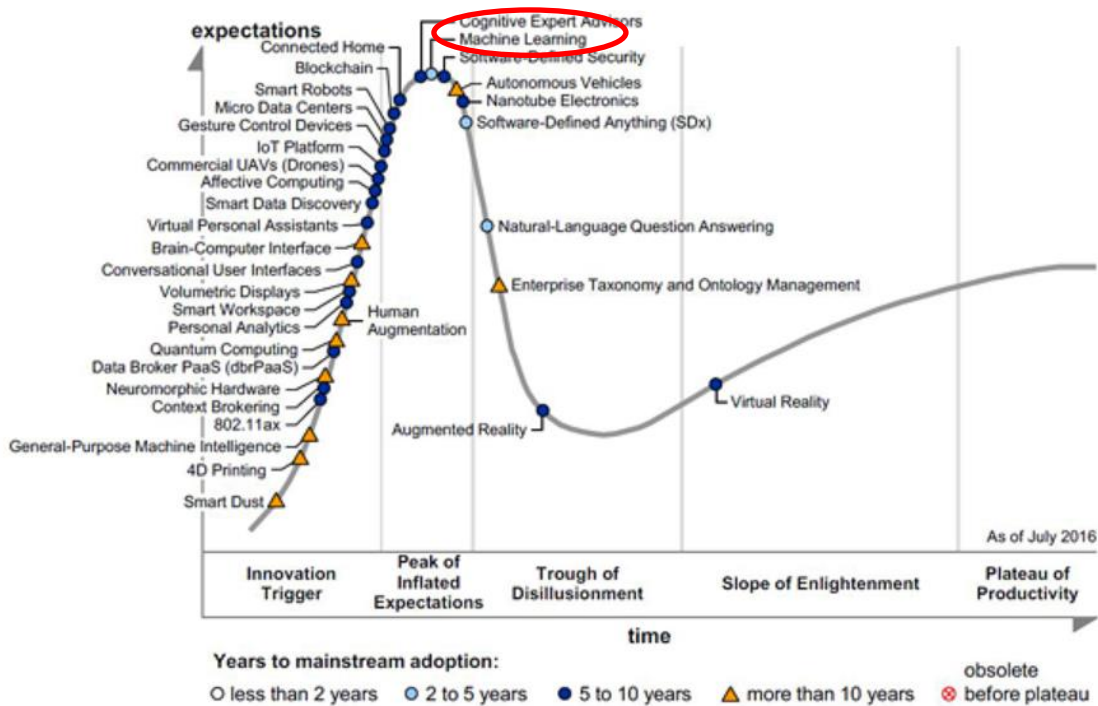 expectations
Cognitive Expert Advisors
Machine Learning
Connected Home
Software-Defined Security
Blockchain
Autonomous Vehicles
Smart Robots
Nanotube Electronics
Micro Data Centers
Gesture Control Devices
Software-Defined Anything (SDx)
IoT Platform
Commercial UAVs (Drones)
Affective Computing
Smart Data Discovery
Virtual Personal Assistants
Natural-Language Question Answering
Brain-Computer Interface
Conversational User Interfaces
Volumetric Displays
Enterprise Taxonomy and Ontology Management
Smart Workspace
Personal Analytics
Human
Augmentation
Quantum Computing
Data Broker PaaS (dbrPaaS)
Neuromorphic Hardware
Context Brokering
802.11ax
Virtual Reality
Augmented Reality
General-Purpose Machine Intelligence
4D Printing
Smart Dust
As of July 2016
Innovation
Trigger
Peak of
Inflated
Expectations
Trough of
Disillusionment
Slope of Enlightenment
Plateau of
Productivity
time
Years to mainstream adoption:
less than 2 years
2 to 5 years
5 to 10 years
more than 10 years
obsolete
before plateau